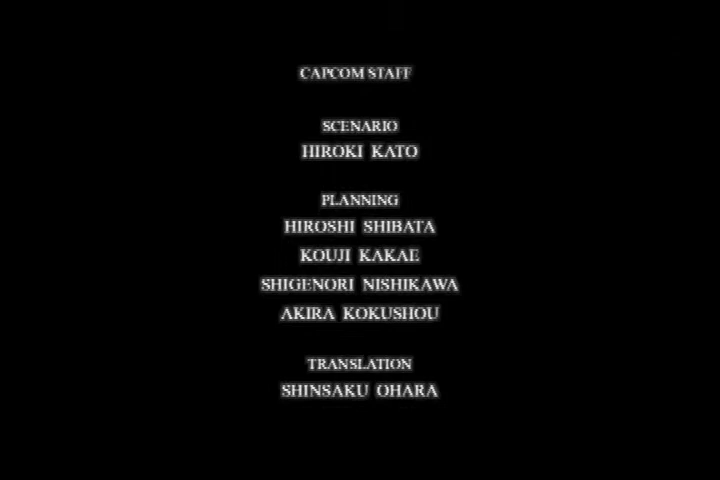 CAPCOM STAFF
SCENARIO
HIROKI KATO
PLANNING
HIROSHI SHIBATA
KOUJI KAKAE
SHIGENORI NISHIKAWA
AKIRA KOKUSHOU
TRANSLATION
SHINSAKU OHARA